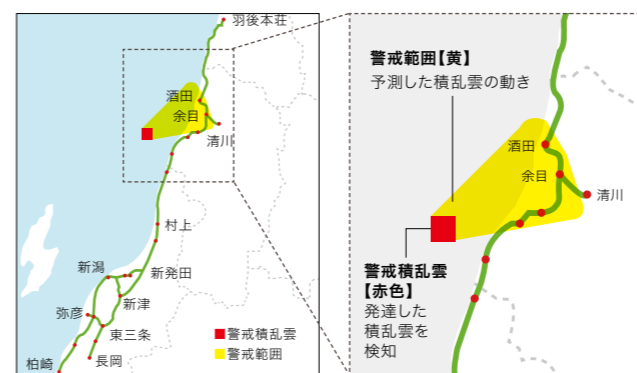 羽後本荘
酒田
余目
清川
村上
新潟
新発田
新津
弥彦
東三条
長岡
柏崎
■警戒積乱雲
■警戒範囲
警戒範囲【黄】
予測した積乱雲の動き
酒田
余目
清川
警戒積乱雲
【赤色】
発達した
積乱雲を
検知